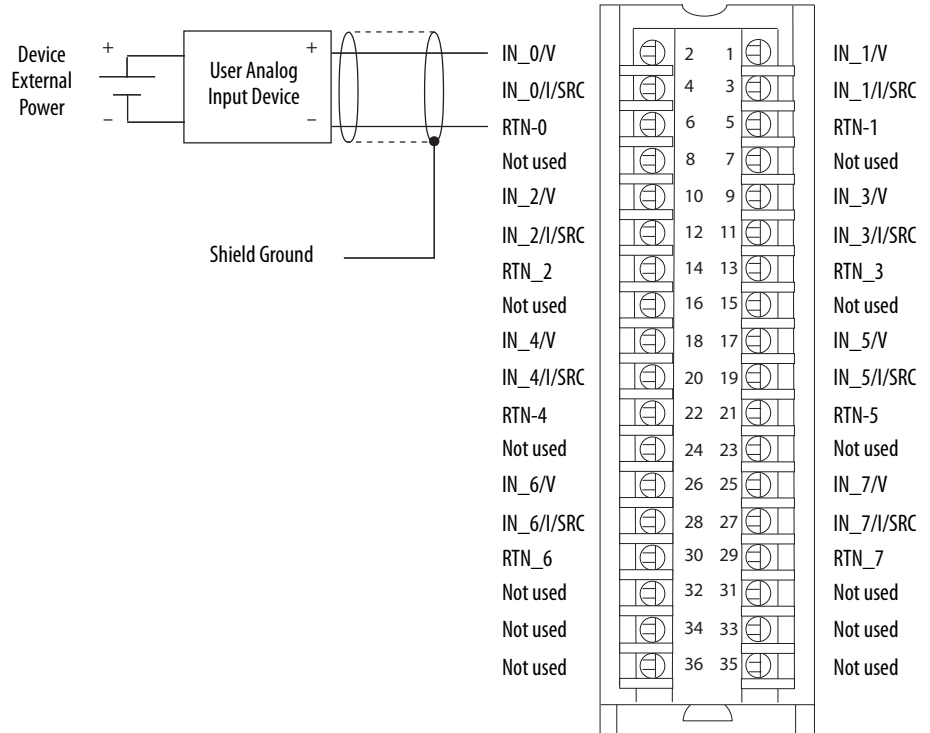 Device
External
Power
+
–
User Analog
Input Device
+
–
Shield Ground
IN_0/V 2 1 IN_1/V
IN_0/I/SRC 4 3 IN_1/I/SRC
RTN-0 6 5 RTN-1
Not used 8 7 Not used
IN_2/V 10 9 IN_3/V
IN_2/I/SRC 12 11 IN_3/I/SRC
RTN_2 14 13 RTN_3
Not used 16 15 Not used
IN_4/V 18 17 IN_5/V
IN_4/I/SRC 20 19 IN_5/I/SRC
RTN-4 22 21 RTN-5
Not used 24 23 Not used
IN_6/V 26 25 IN_7/V
IN_6/I/SRC 28 27 IN_7/I/SRC
RTN_6 30 29 RTN_7
Not used 32 31 Not used
Not used 34 33 Not used
Not used 36 35 Not used